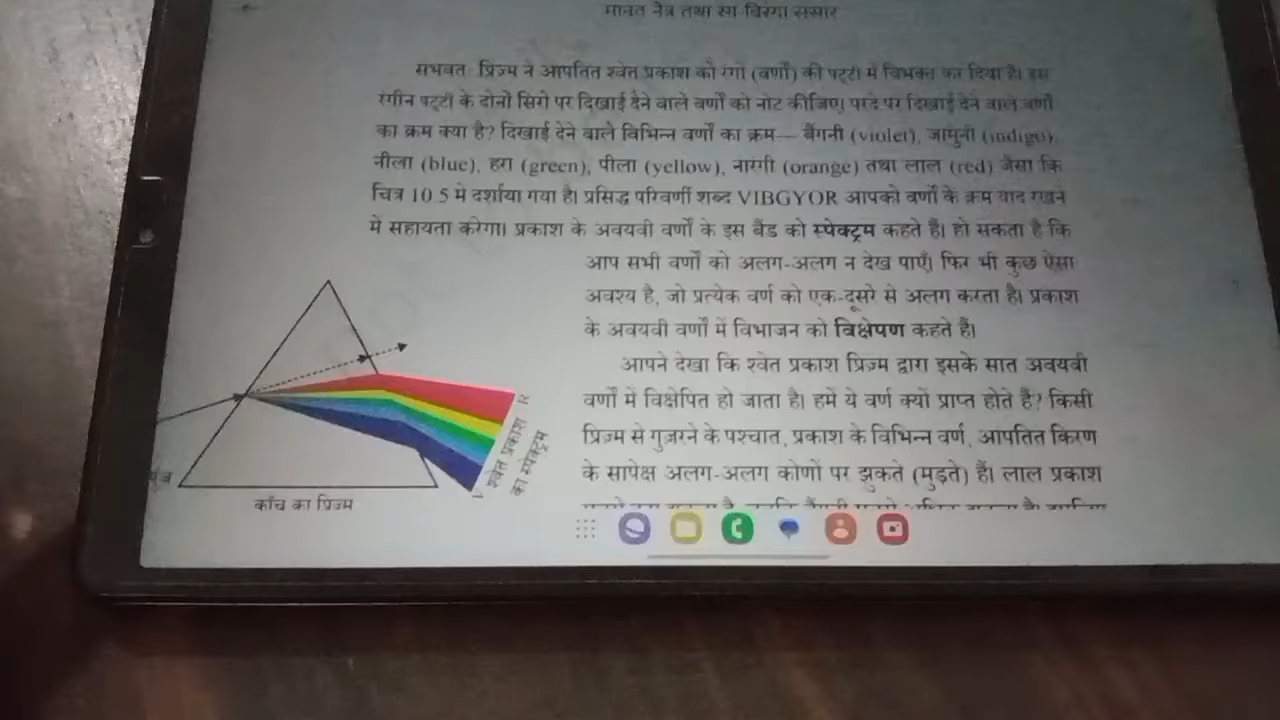 मानव नेत्र तथा रंग बिरंगा संसार
संभवतः प्रिज्म ने आपतित श्वेत प्रकाश को रंगों (वर्णों) की पट्टी में विभक्त कर दिया है। इस
रंगीन पट्टी के दोनों सिरों पर दिखाई देने वाले वर्णों को नोट कीजिए। परदे पर दिखाई देने वाले वर्णों
का क्रम क्या है? दिखाई देने वाले विभिन्न वर्णों का क्रम— बैंगनी (violet), जामुनी (indigo),
नीला (blue), हरा (green), पीला (yellow), नारंगी (orange) तथा लाल (red) जैसा कि
चित्र 10.5 में दर्शाया गया है। प्रसिद्ध परिवर्णी शब्द VIBGYOR आपको वर्णों के क्रम याद रखने
में सहायता करेगा। प्रकाश के अवयवी वर्णों के इस बैंड को स्पेक्ट्रम कहते हैं। हो सकता है कि
आप सभी वर्णों को अलग-अलग न देख पाएँ। फिर भी कुछ ऐसा
अवश्य है, जो प्रत्येक वर्ण को एक-दूसरे से अलग करता है। प्रकाश
के अवयवी वर्णों में विभाजन को विक्षेपण कहते हैं।
आपने देखा कि श्वेत प्रकाश प्रिज्म द्वारा इसके सात अवयवी
वर्णों में विक्षेपित हो जाता है। हमें ये वर्ण क्यों प्राप्त होते हैं? किसी
प्रिज्म से गुज़रने के पश्चात, प्रकाश के विभिन्न वर्ण, आपतित किरण
के सापेक्ष अलग-अलग कोणों पर झुकते (मुड़ते) हैं। लाल प्रकाश
R
श्वेत प्रकाश
का स्पेक्ट्रम
V
काँच का प्रिज्म